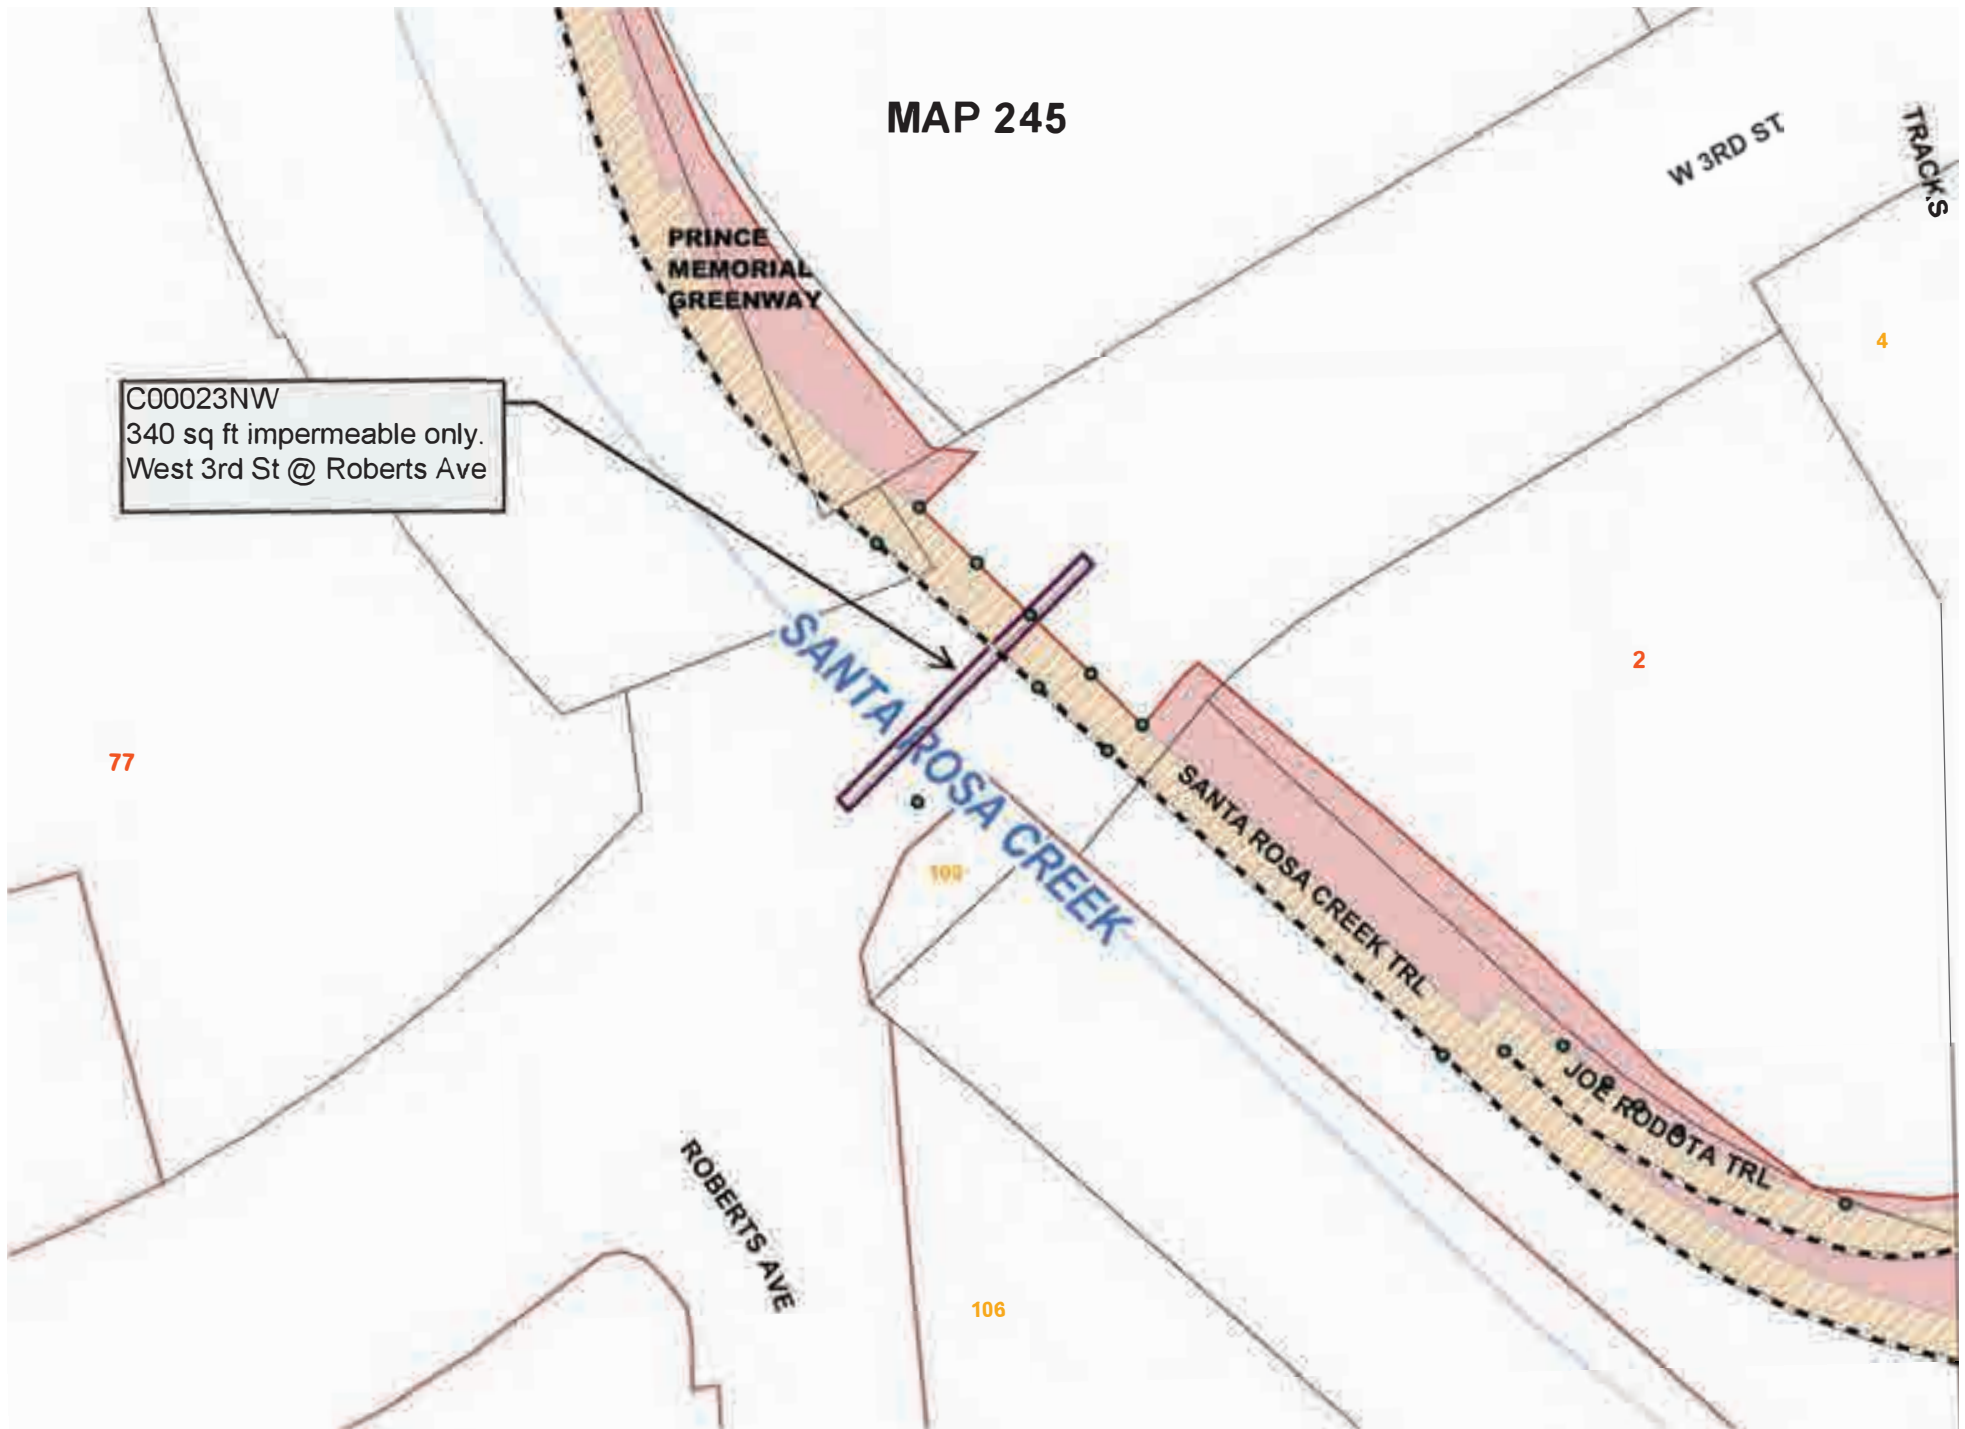 MAP 245
W 3RD ST.
TRACKS
PRINCE
MEMORIAL
GREENWAY
4
C00023NW
340 sq ft impermeable only.
West 3rd St @ Roberts Ave
SANTA ROSA CREEK
2
77
SANTA ROSA CREEK TRL
109
JOE RODOTA TRL
ROBERTS AVE
106